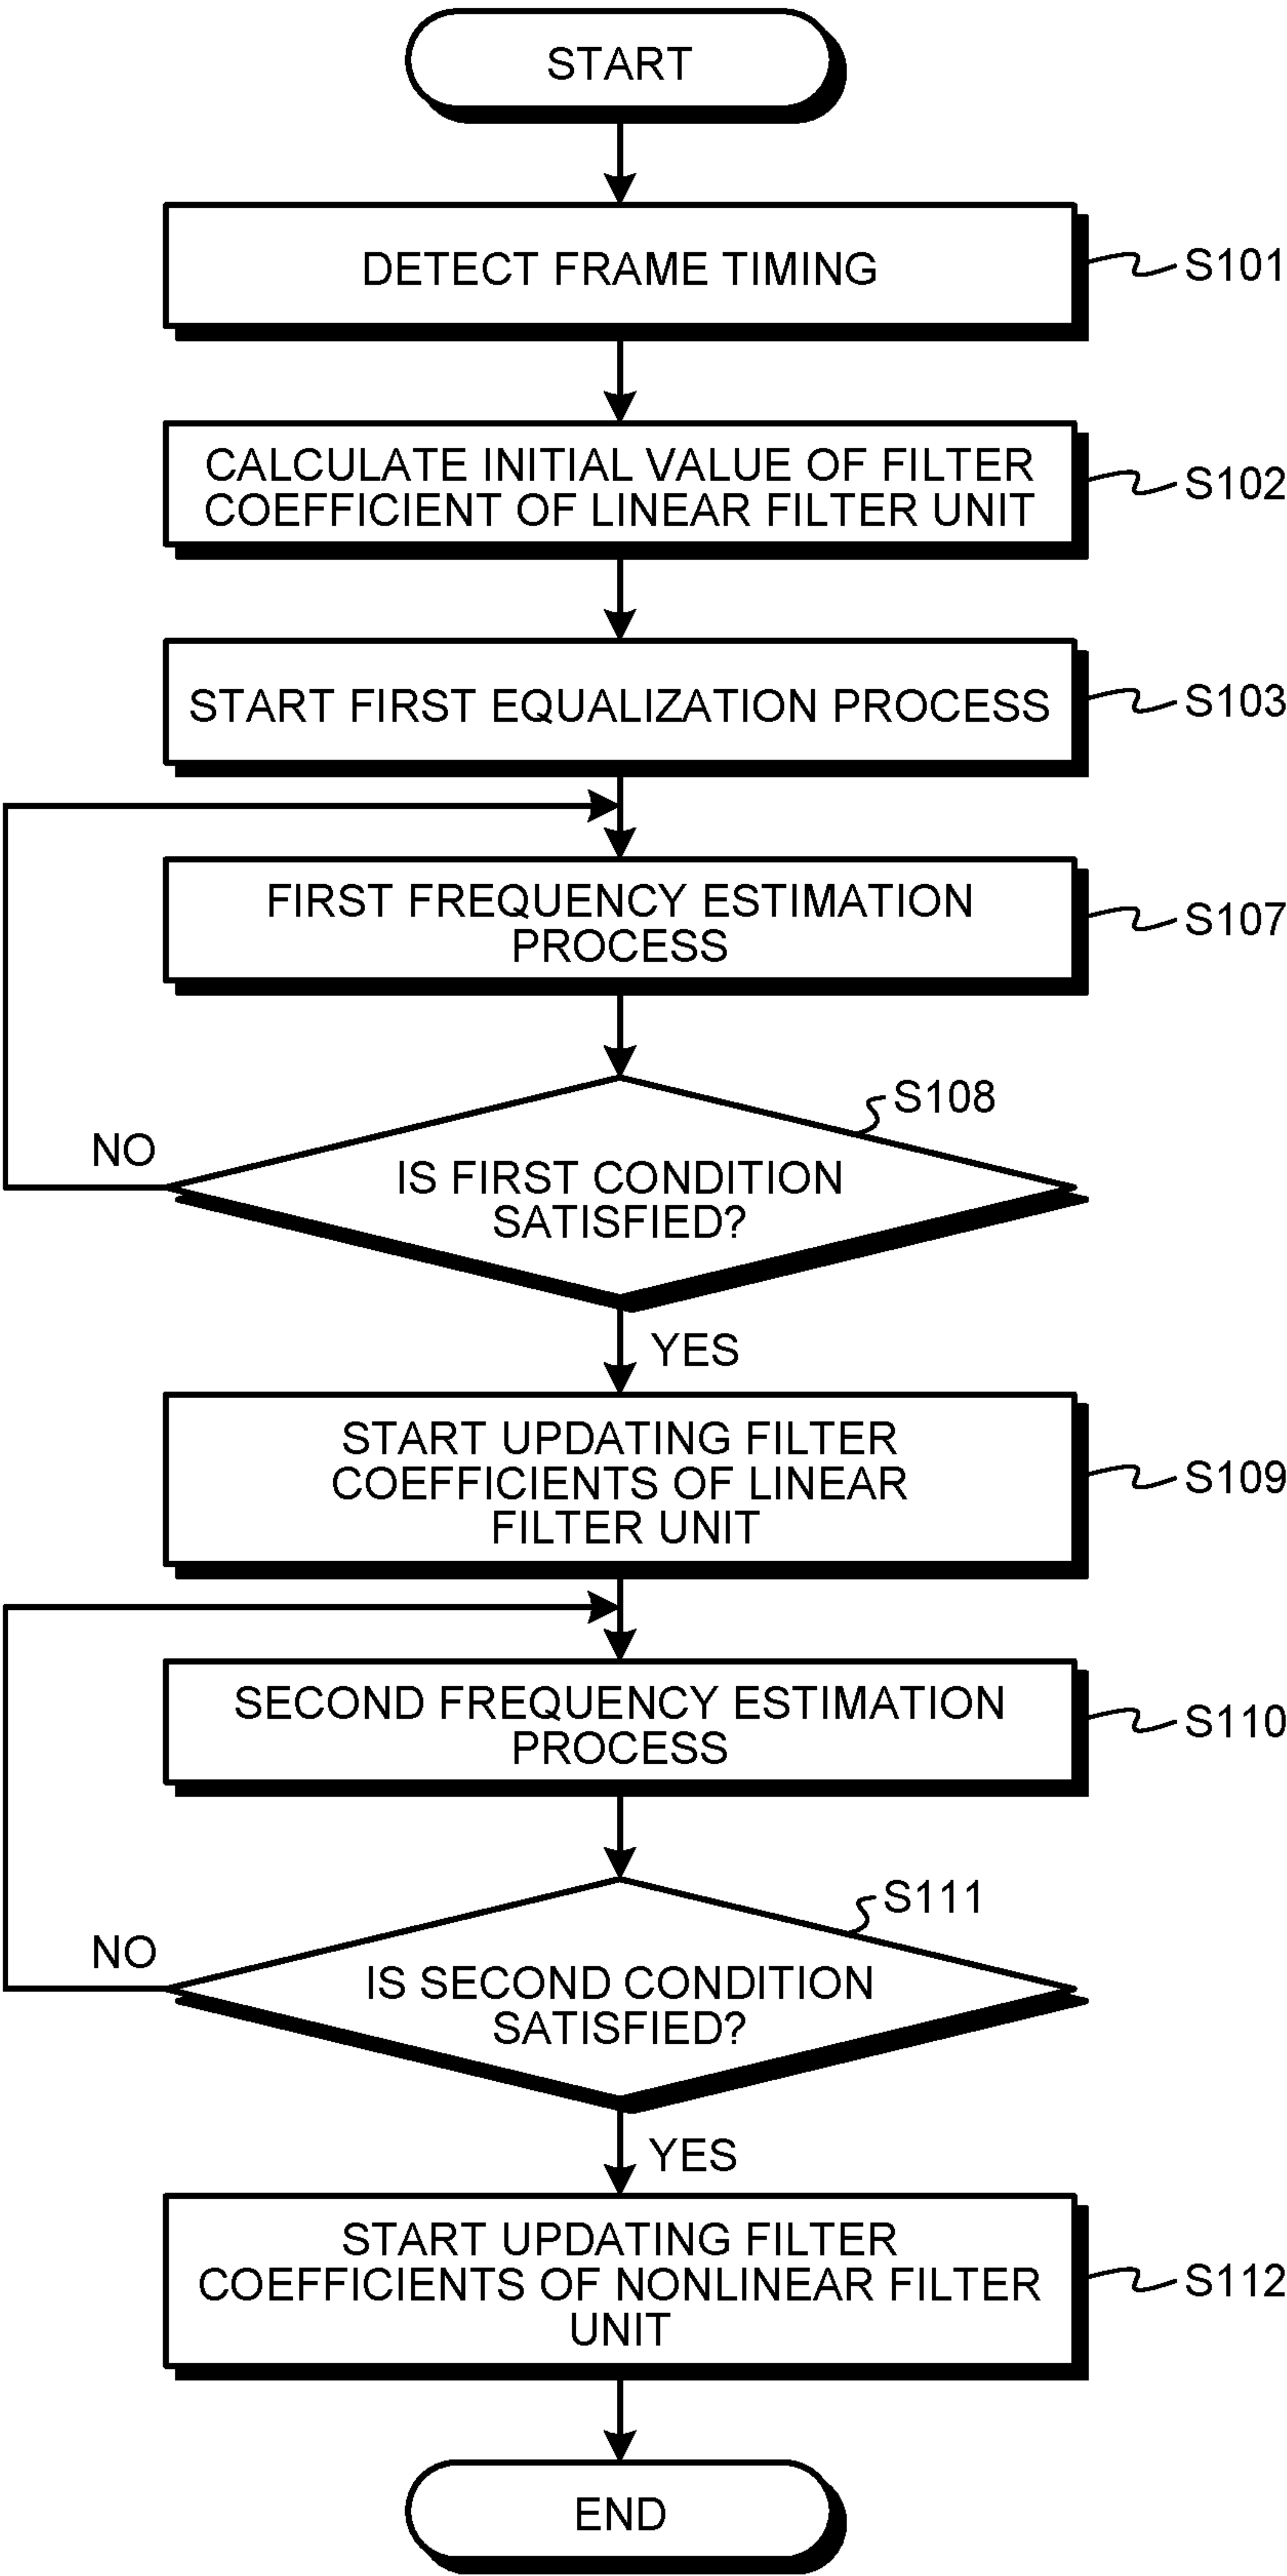 START
DETECT FRAME TIMING
S101
CALCULATE INITIAL VALUE OF FILTER
COEFFICIENT OF LINEAR FILTER UNIT
S102
START FIRST EQUALIZATION PROCESS
S103
FIRST FREQUENCY ESTIMATION
PROCESS
S107
S108
NO
IS FIRST CONDITION
SATISFIED?
YES
START UPDATING FILTER
COEFFICIENTS OF LINEAR
FILTER UNIT
S109
SECOND FREQUENCY ESTIMATION
PROCESS
S110
S111
NO
IS SECOND CONDITION
SATISFIED?
YES
START UPDATING FILTER
COEFFICIENTS OF NONLINEAR FILTER
UNIT
S112
END